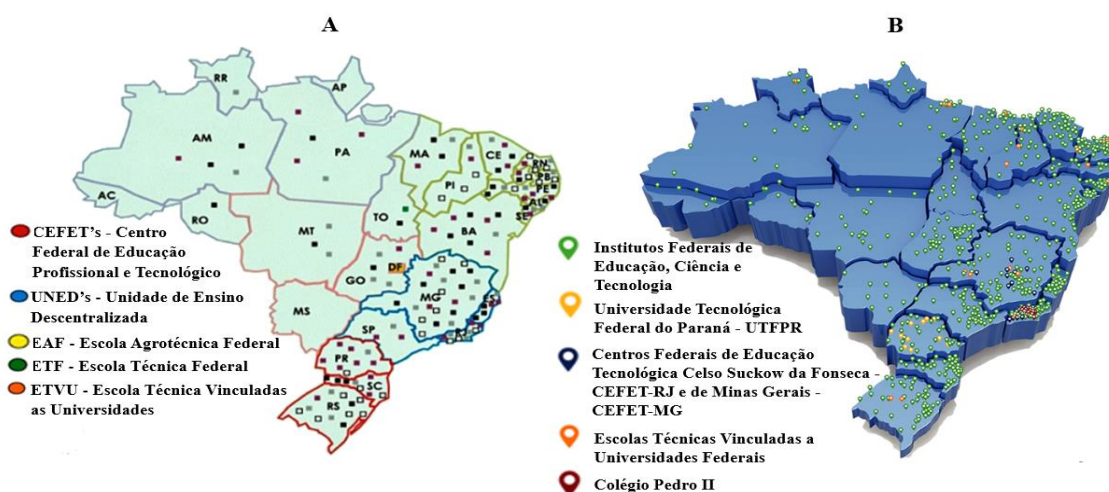 A
B
RR
AP
AM
PA
MA
CE
RN
PB
PE
AL
SE
PI
AC
RO
TO
BA
MT
GO
DF
MG
ES
MS
SP
RJ
PR
SC
RS
CEFET's - Centro
Federal de Educação
Profissional e Tecnológico
UNED's - Unidade de Ensino
Descentralizada
EAF - Escola Agrotécnica Federal
ETF - Escola Técnica Federal
ETVU - Escola Técnica Vinculadas
as Universidades
Institutos Federais de
Educação, Ciência e
Tecnologia
Universidade Tecnológica
Federal do Paraná - UTFPR
Centros Federais de Educação
Tecnológica Celso Suckow da Fonseca -
CEFET-RJ e de Minas Gerais -
CEFET-MG
Escolas Técnicas Vinculadas a
Universidades Federais
Colégio Pedro II